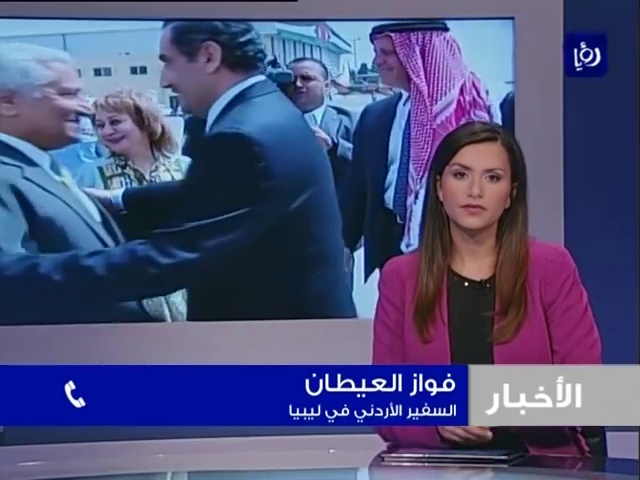 رؤيا
فواز العيطان
السفير الأردني في ليبيا
الأخبار